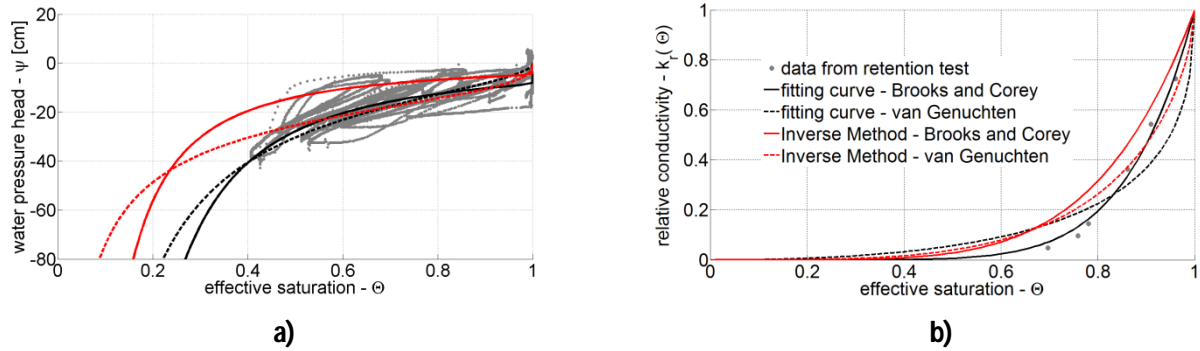 20
0
-20
-40
-60
-80
0 0.2 0.4 0.6 0.8 1
water pressure head - ψ [cm]
effective saturation - Θ
a)
1
0.8
0.6
0.4
0.2
0
0 0.2 0.4 0.6 0.8 1
relative conductivity - kr( Θ)
data from retention test
fitting curve - Brooks and Corey
fitting curve - van Genuchten
Inverse Method - Brooks and Corey
Inverse Method - van Genuchten
effective saturation - Θ
b)